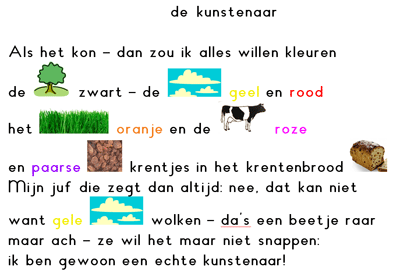 de kunstenaar
Als het kon – dan zou ik alles willen kleuren
de zwart – de geel en rood
het oranje en de roze
en paarse krentjes in het krentenbrood
Mijn juf die zegt dan altijd: nee, dat kan niet
want gele wolken – da's een beetje raar
maar ach – ze wil het maar niet snappen:
ik ben gewoon een echte kunstenaar!